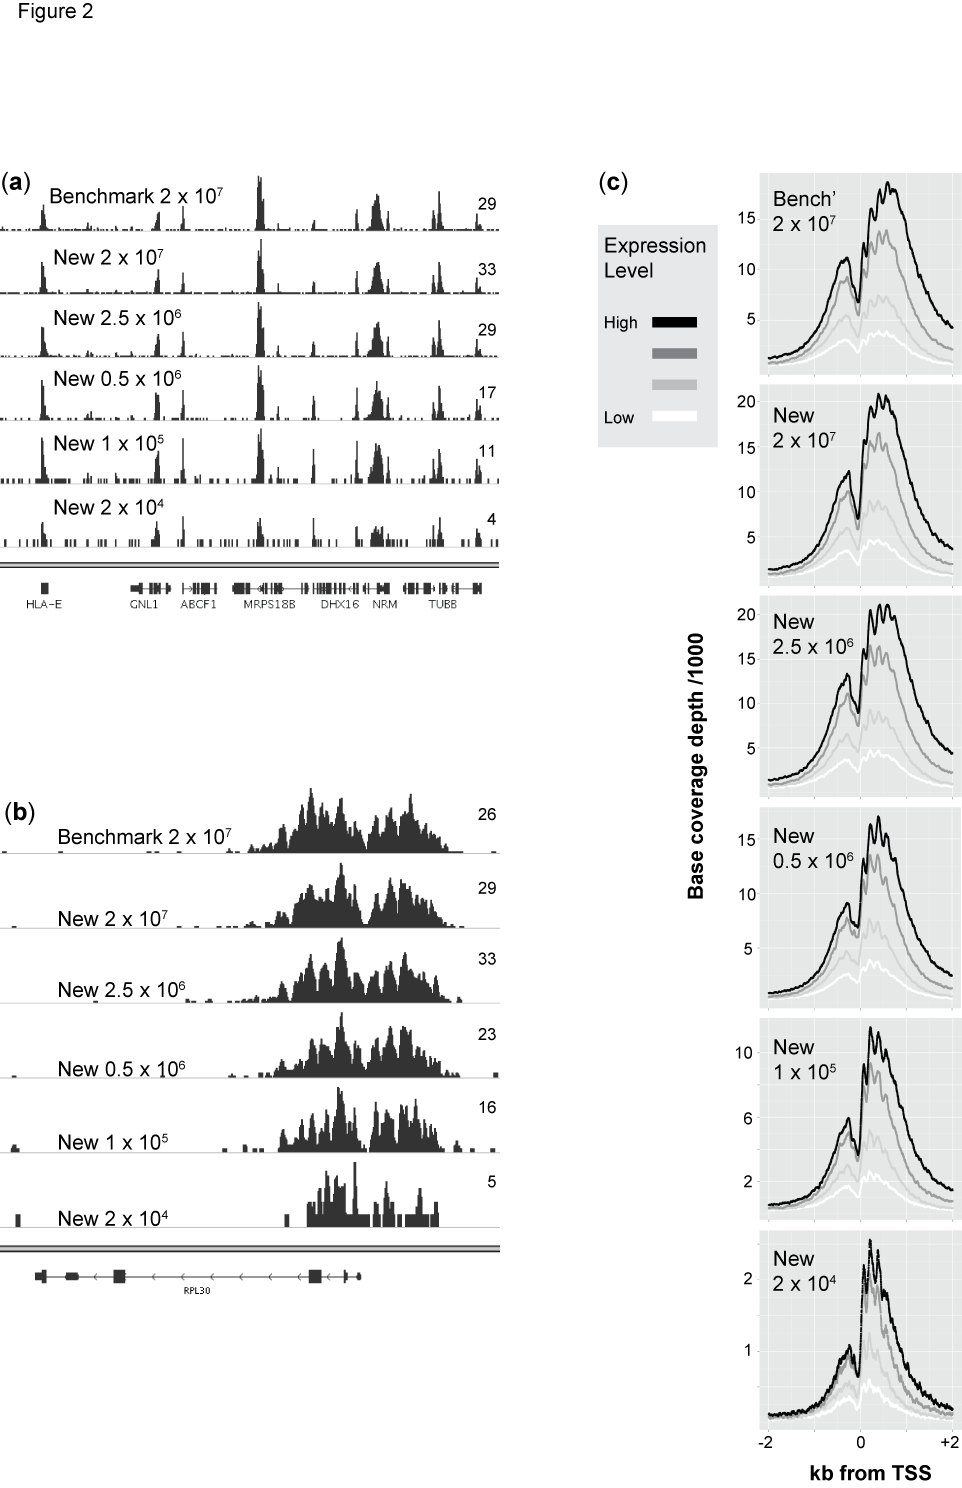 Figure 2
(a)
Benchmark 2 x 10⁷
29
New 2 x 10⁷
33
New 2.5 x 10⁶
29
New 0.5 x 10⁶
17
New 1 x 10⁵
11
New 2 x 10⁴
4
HLA-E GNL1 ABCF1 MRPS18B DHX16 NRM TUBB
(b)
Benchmark 2 x 10⁷
26
New 2 x 10⁷
29
New 2.5 x 10⁶
33
New 0.5 x 10⁶
23
New 1 x 10⁵
16
New 2 x 10⁴
5
RPL30
(c)
Expression
Level
High
Low
Base coverage depth /1000
Bench'
2 x 10⁷
15
10
5
New
2 x 10⁷
20
15
10
5
New
2.5 x 10⁶
20
15
10
5
New
0.5 x 10⁶
15
10
5
New
1 x 10⁵
10
6
2
New
2 x 10⁴
2
1
-2 0 +2
kb from TSS